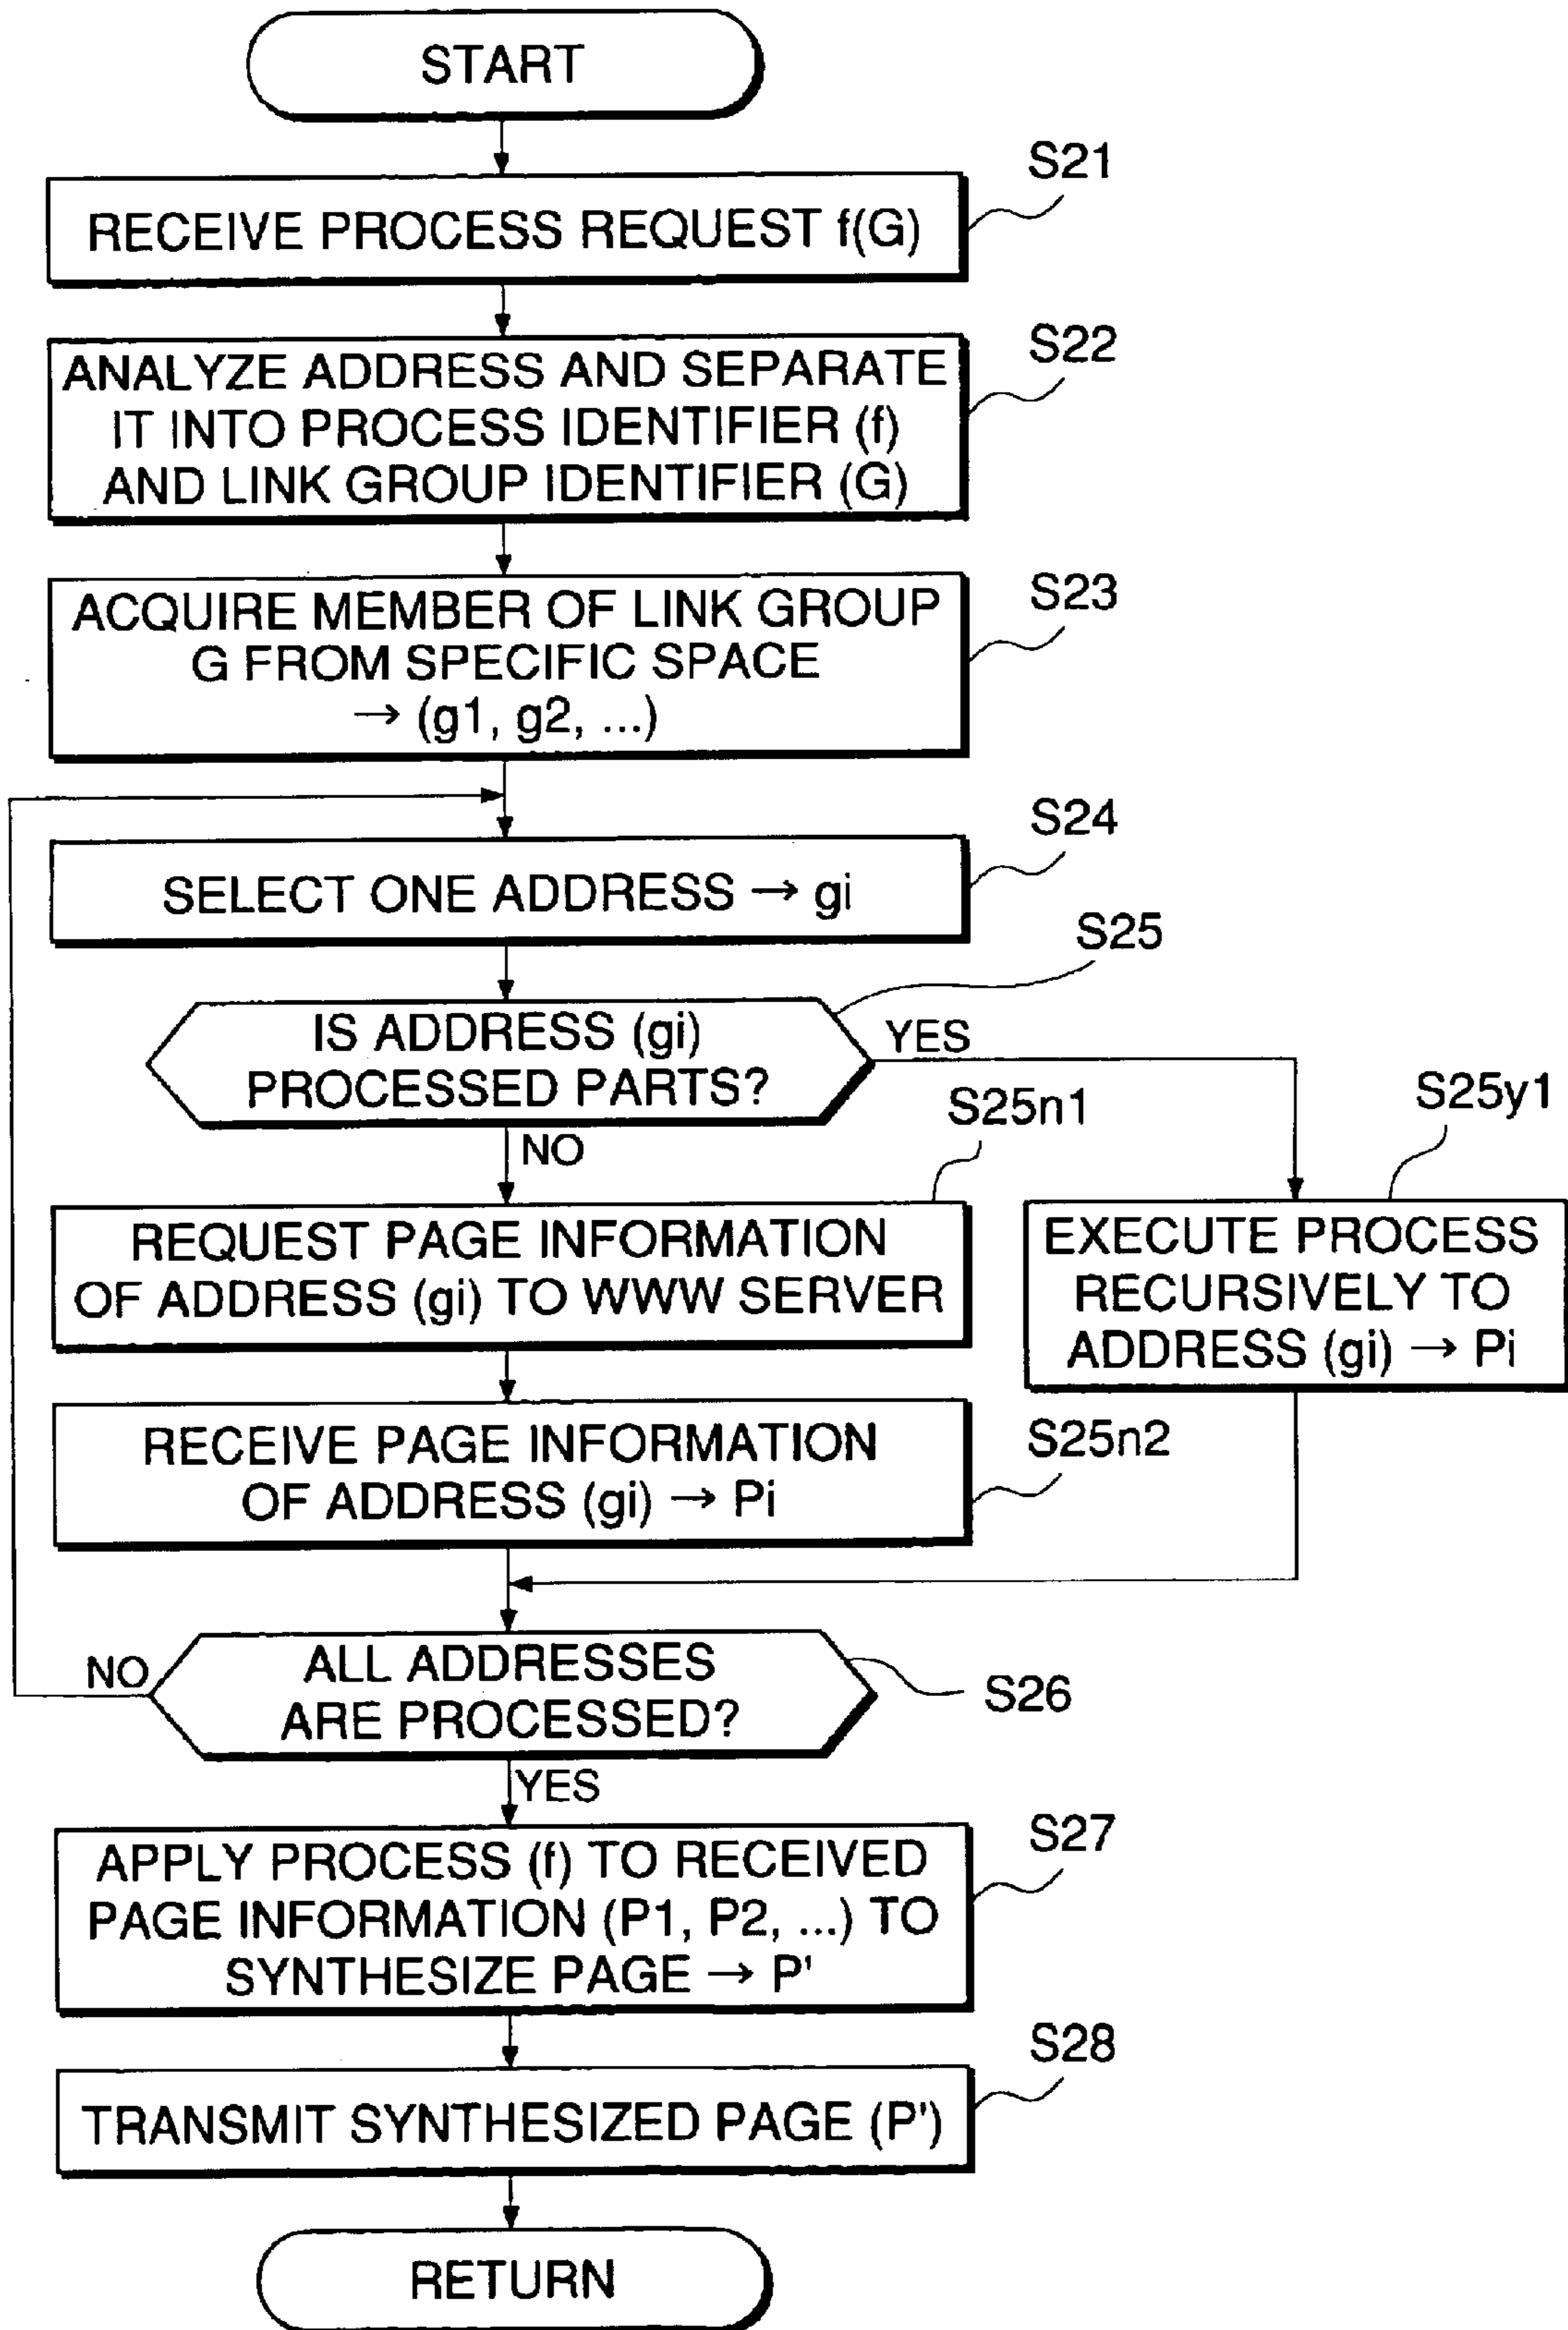 START
S21
RECEIVE PROCESS REQUEST f(G)
S22
ANALYZE ADDRESS AND SEPARATE
IT INTO PROCESS IDENTIFIER (f)
AND LINK GROUP IDENTIFIER (G)
S23
ACQUIRE MEMBER OF LINK GROUP
G FROM SPECIFIC SPACE
→ (g1, g2, ...)
S24
SELECT ONE ADDRESS → gi
S25
IS ADDRESS (gi)
PROCESSED PARTS?
YES
NO
S25n1
REQUEST PAGE INFORMATION
OF ADDRESS (gi) TO WWW SERVER
S25y1
EXECUTE PROCESS
RECURSIVELY TO
ADDRESS (gi) → Pi
S25n2
RECEIVE PAGE INFORMATION
OF ADDRESS (gi) → Pi
NO
ALL ADDRESSES
ARE PROCESSED?
S26
YES
S27
APPLY PROCESS (f) TO RECEIVED
PAGE INFORMATION (P1, P2, ...) TO
SYNTHESIZE PAGE → P'
S28
TRANSMIT SYNTHESIZED PAGE (P')
RETURN